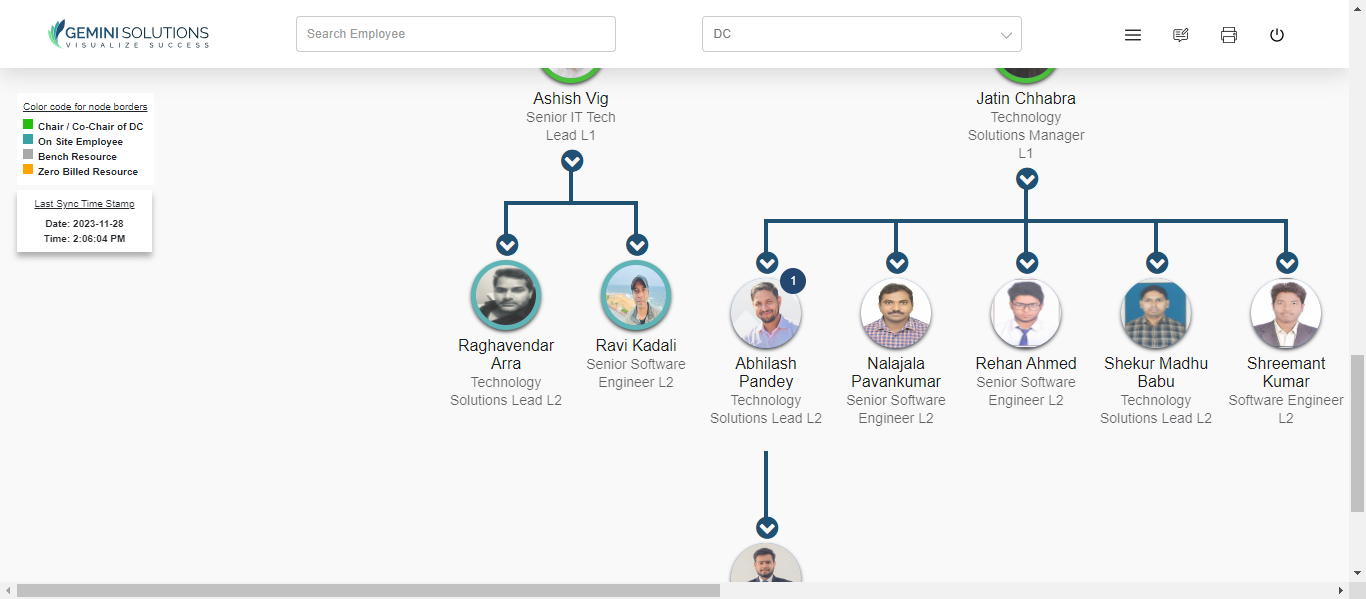 GEMINI SOLUTIONS
VISUALIZE SUCCESS
Search Employee
DC
Color code for node borders
Chair / Co-Chair of DC
On Site Employee
Bench Resource
Zero Billed Resource
Last Sync Time Stamp
Date: 2023-11-28
Time: 2:06:04 PM
Ashish Vig
Senior IT Tech
Lead L1
Jatin Chhabra
Technology
Solutions Manager
L1
Raghavendar
Arra
Technology
Solutions Lead L2
Ravi Kadali
Senior Software
Engineer L2
1
Abhilash
Pandey
Technology
Solutions Lead L2
Nalajala
Pavankumar
Senior Software
Engineer L2
Rehan Ahmed
Senior Software
Engineer L2
Shekur Madhu
Babu
Technology
Solutions Lead L2
Shreemant
Kumar
Software Engineer
L2